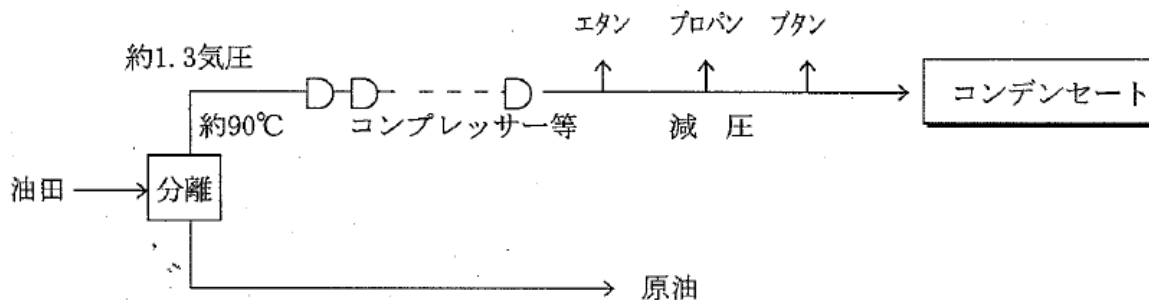 エタン プロパン ブタン
約1.3気圧
コンデンセート
約90℃ コンプレッサー等 減 圧
油田 分離
原油